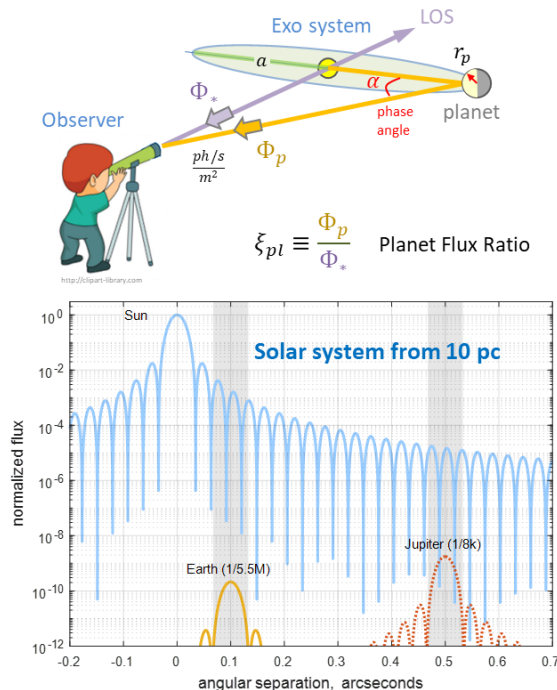 Exo system
LOS
a
α
r_p
phase
angle
planet
Φ_*
Observer
Φ_p
ph/s
m²
ξ_pl ≡ Φ_p/Φ_* Planet Flux Ratio
http://clipart-library.com
Sun
Solar system from 10 pc
Earth (1/5.5M)
Jupiter (1/8k)
normalized flux
10⁰
10⁻²
10⁻⁴
10⁻⁶
10⁻⁸
10⁻¹⁰
10⁻¹²
-0.2 -0.1 0 0.1 0.2 0.3 0.4 0.5 0.6 0.7
angular separation, arcseconds